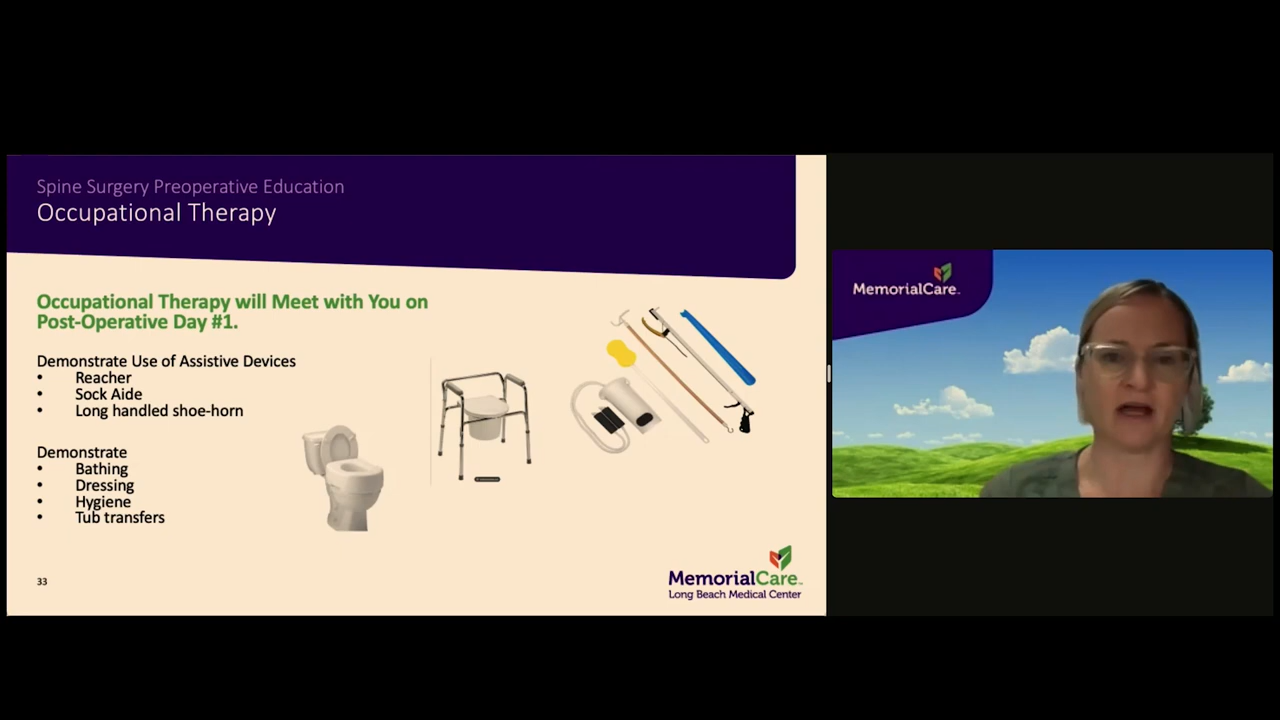 Spine Surgery Preoperative Education
Occupational Therapy
Occupational Therapy will Meet with You on
Post-Operative Day #1.
Demonstrate Use of Assistive Devices
• Reacher
• Sock Aide
• Long handled shoe-horn
Demonstrate
• Bathing
• Dressing
• Hygiene
• Tub transfers
33
MemorialCare™
Long Beach Medical Center
MemorialCare™